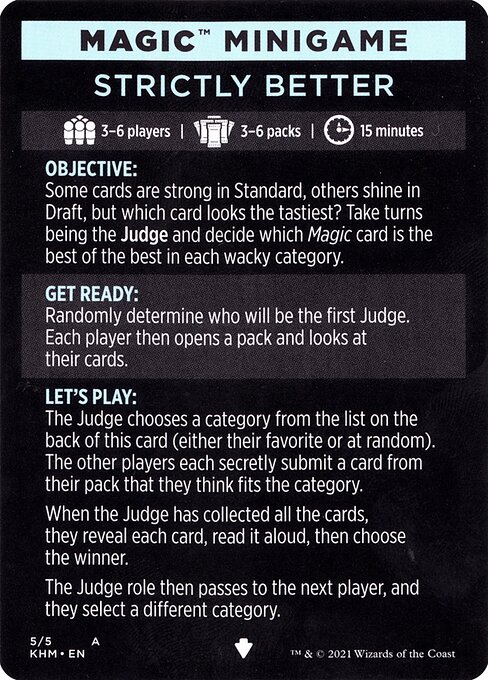 MAGIC™ MINIGAME
STRICTLY BETTER
3–6 players | 3–6 packs | 15 minutes
OBJECTIVE:
Some cards are strong in Standard, others shine in
Draft, but which card looks the tastiest? Take turns
being the Judge and decide which Magic card is the
best of the best in each wacky category.
GET READY:
Randomly determine who will be the first Judge.
Each player then opens a pack and looks at
their cards.
LET'S PLAY:
The Judge chooses a category from the list on the
back of this card (either their favorite or at random).
The other players each secretly submit a card from
their pack that they think fits the category.
When the Judge has collected all the cards,
they reveal each card, read it aloud, then choose
the winner.
The Judge role then passes to the next player, and
they select a different category.
5/5 A
KHM • EN
™ & © 2021 Wizards of the Coast